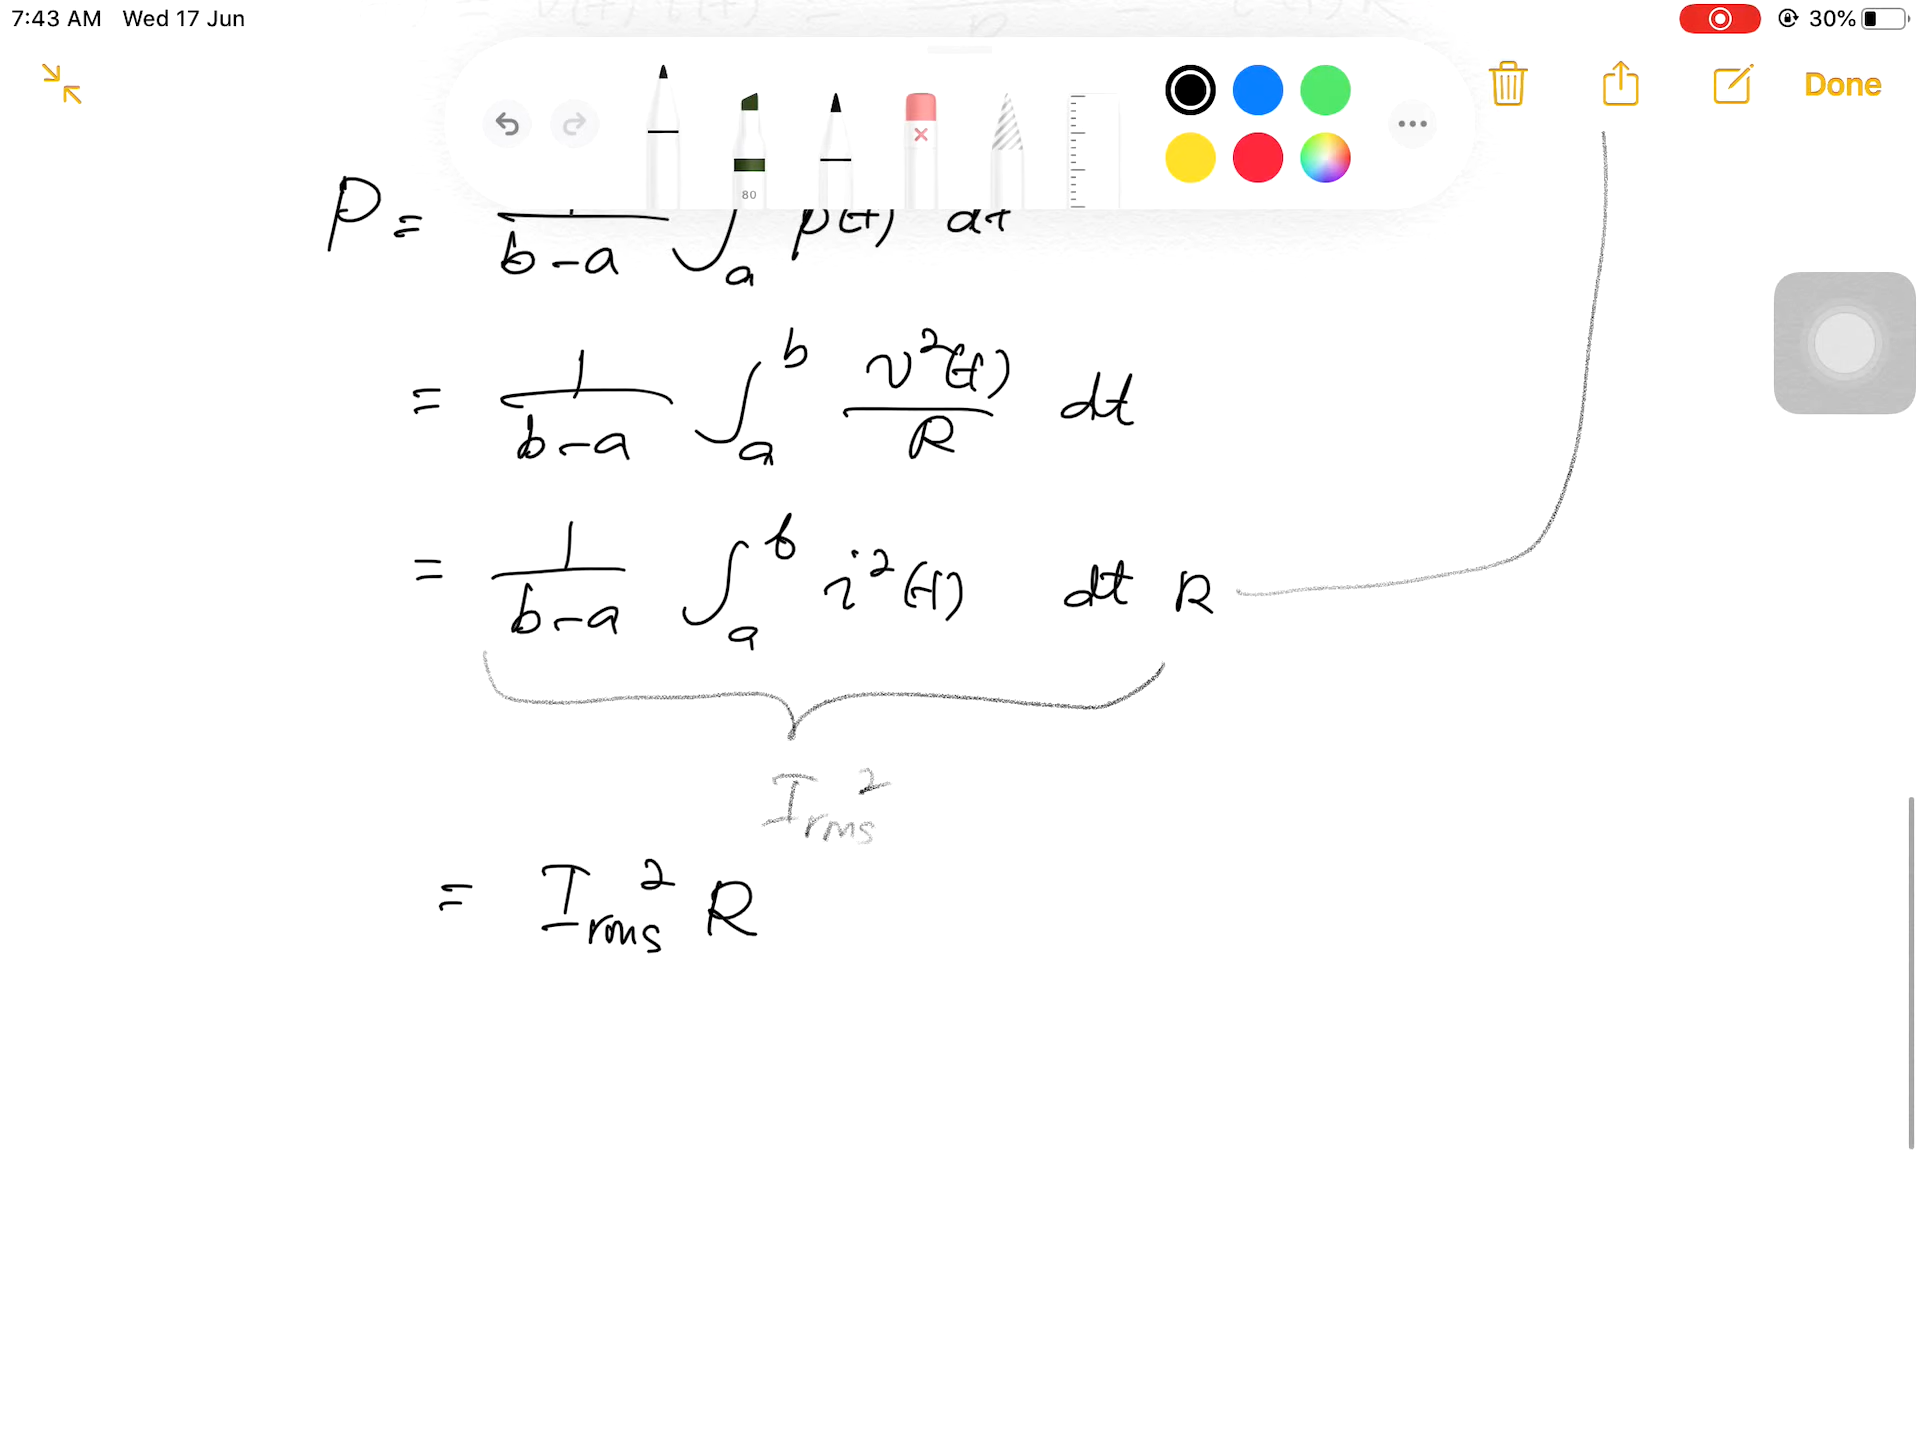 7:43 AM Wed 17 Jun 30%
80
Done
P = 1/(b-a) ∫_a p(t) dt
= 1/(b-a) ∫_a^b v²(t)/R dt
= 1/(b-a) ∫_a^b i²(t) dt R
I_rms²
= I_rms² R